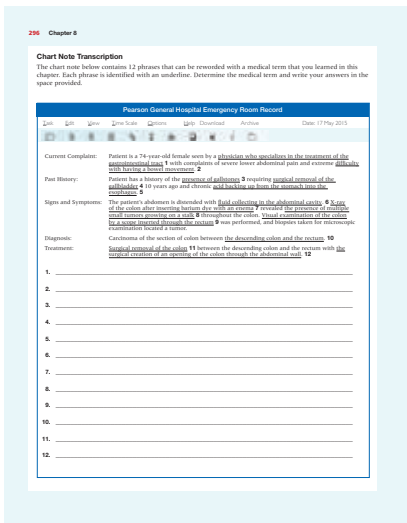 296 Chapter 8
Chart Note Transcription
The chart note below contains 12 phrases that can be reworded with a medical term that you learned in this
chapter. Each phrase is identified with an underline. Determine the medical term and write your answers in the
space provided.
Pearson General Hospital Emergency Room Record
Task Edit View Time Scale Options Help Download Archive Date: 17 May 2015
Current Complaint: Patient is a 74-year-old female seen by a physician who specializes in the treatment of the
gastrointestinal tract 1 with complaints of severe lower abdominal pain and extreme difficulty
with having a bowel movement. 2
Past History: Patient has a history of the presence of gallstones 3 requiring surgical removal of the
gallbladder 4 10 years ago and chronic acid backing up from the stomach into the
esophagus. 5
Signs and Symptoms: The patient's abdomen is distended with fluid collecting in the abdominal cavity. 6 X-ray
of the colon after inserting barium dye with an enema 7 revealed the presence of multiple
small tumors growing on a stalk 8 throughout the colon. Visual examination of the colon
by a scope inserted through the rectum 9 was performed, and biopsies taken for microscopic
examination located a tumor.
Diagnosis: Carcinoma of the section of colon between the descending colon and the rectum. 10
Treatment: Surgical removal of the colon 11 between the descending colon and the rectum with the
surgical creation of an opening of the colon through the abdominal wall. 12
1.
2.
3.
4.
5.
6.
7.
8.
9.
10.
11.
12.